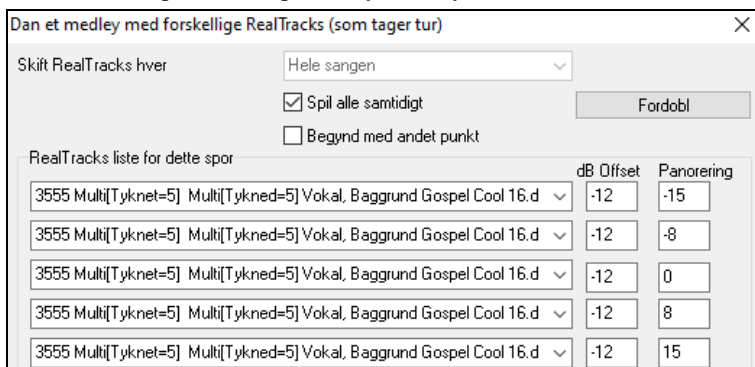 Dan et medley med forskellige RealTracks (som tager tur)
Skift RealTracks hver Hele sangen
Spil alle samtidigt Fordobl
Begynd med andet punkt
RealTracks liste for dette spor dB Offset Panorering
3555 Multi[Tyknet=5] Multi[Tykned=5] Vokal, Baggrund Gospel Cool 16.d -12 -15
3555 Multi[Tyknet=5] Multi[Tykned=5] Vokal, Baggrund Gospel Cool 16.d -12 -8
3555 Multi[Tyknet=5] Multi[Tykned=5] Vokal, Baggrund Gospel Cool 16.d -12 0
3555 Multi[Tyknet=5] Multi[Tykned=5] Vokal, Baggrund Gospel Cool 16.d -12 8
3555 Multi[Tyknet=5] Multi[Tykned=5] Vokal, Baggrund Gospel Cool 16.d -12 15